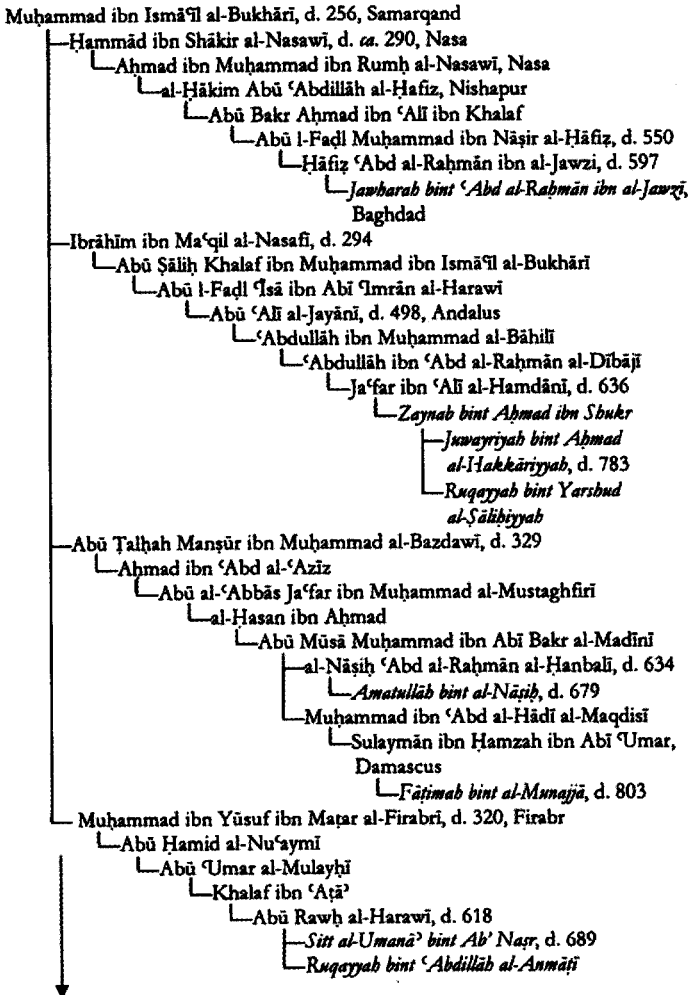 Muḥammad ibn Ismāʿīl al-Bukhārī, d. 256, Samarqand
Ḥammād ibn Shākir al-Nasawī, d. ca. 290, Nasa
Aḥmad ibn Muḥammad ibn Rumḥ al-Nasawī, Nasa
al-Ḥākim Abū ʿAbdillāh al-Ḥafiz, Nishapur
Abū Bakr Aḥmad ibn ʿAlī ibn Khalaf
Abū l-Faḍl Muḥammad ibn Nāṣir al-Ḥāfiẓ, d. 550
Ḥāfiẓ ʿAbd al-Raḥmān ibn al-Jawzi, d. 597
Jawharah bint ʿAbd al-Raḥmān ibn al-Jawzī,
Baghdad
Ibrāhīm ibn Maʿqil al-Nasafī, d. 294
Abū Ṣāliḥ Khalaf ibn Muḥammad ibn Ismāʿīl al-Bukhārī
Abū l-Faḍl ʿĪsā ibn Abī ʿImrān al-Harawī
Abū ʿAlī al-Jayānī, d. 498, Andalus
ʿAbdullāh ibn Muḥammad al-Bāhilī
ʿAbdullāh ibn ʿAbd al-Raḥmān al-Dībājī
Jaʿfar ibn ʿAlī al-Hamdānī, d. 636
Zaynab bint Aḥmad ibn Shukr
Juwayriyah bint Aḥmad
al-Hakkāriyyah, d. 783
Ruqayyah bint Yarshud
al-Ṣāliḥiyyah
Abū Ṭalḥah Manṣūr ibn Muḥammad al-Bazdawī, d. 329
Aḥmad ibn ʿAbd al-ʿAzīz
Abū al-ʿAbbās Jaʿfar ibn Muḥammad al-Mustaghfirī
al-Ḥasan ibn Aḥmad
Abū Mūsā Muḥammad ibn Abī Bakr al-Madīnī
al-Nāṣiḥ ʿAbd al-Raḥmān al-Ḥanbalī, d. 634
Amatullāh bint al-Nāṣiḥ, d. 679
Muḥammad ibn ʿAbd al-Hādī al-Maqdisī
Sulaymān ibn Ḥamzah ibn Abī ʿUmar,
Damascus
Fāṭimah bint al-Munajjā, d. 803
Muḥammad ibn Yūsuf ibn Maṭar al-Firabrī, d. 320, Firabr
Abū Ḥamid al-Nuʿaymī
Abū ʿUmar al-Mulayḥī
Khalaf ibn ʿAṭāʾ
Abū Rawḥ al-Harawī, d. 618
Sitt al-Umanāʾ bint Ab’ Naṣr, d. 689
Ruqayyah bint ʿAbdillāh al-Anmāṭī